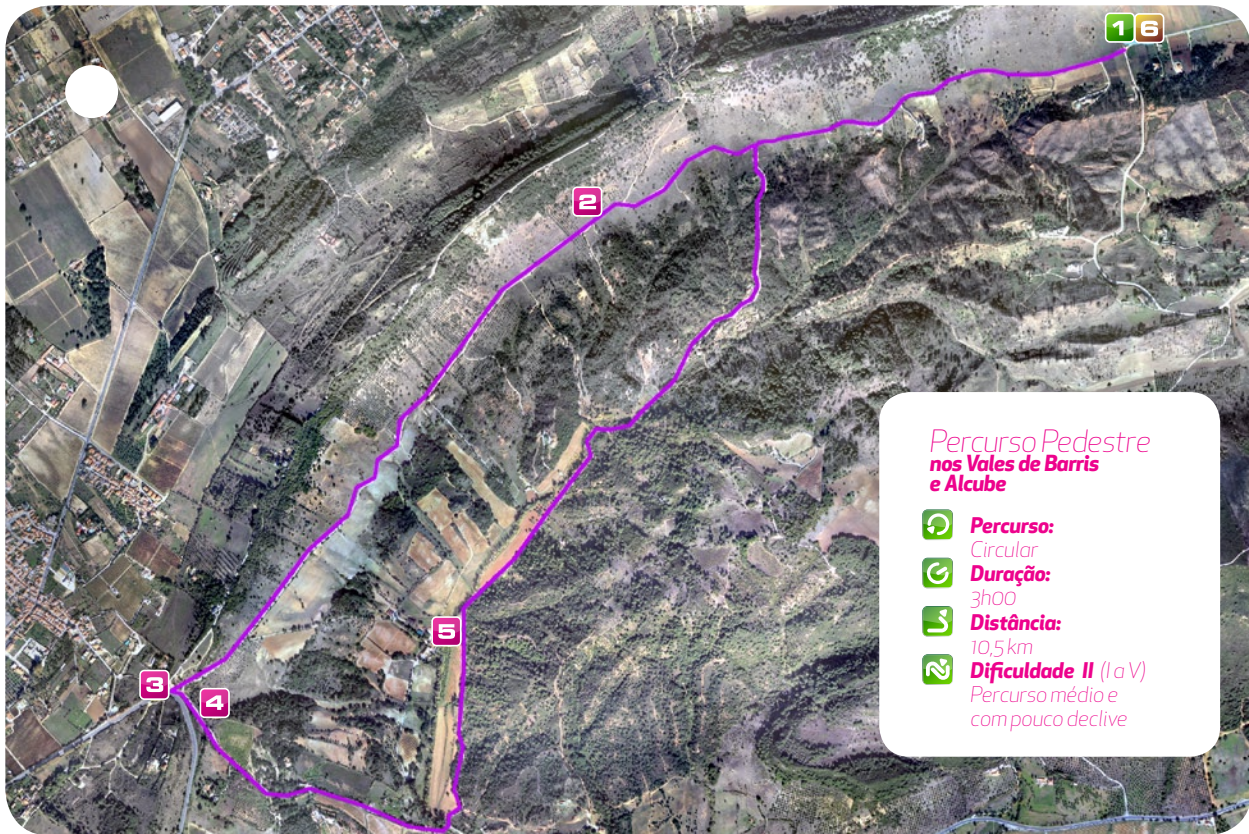 1 6
2
3
4
5
Percurso Pedestre
nos Vales de Barris
e Alcube
Percurso:
Circular
Duração:
3h00
Distância:
10,5 km
Dificuldade II (I a V)
Percurso médio e
com pouco declive